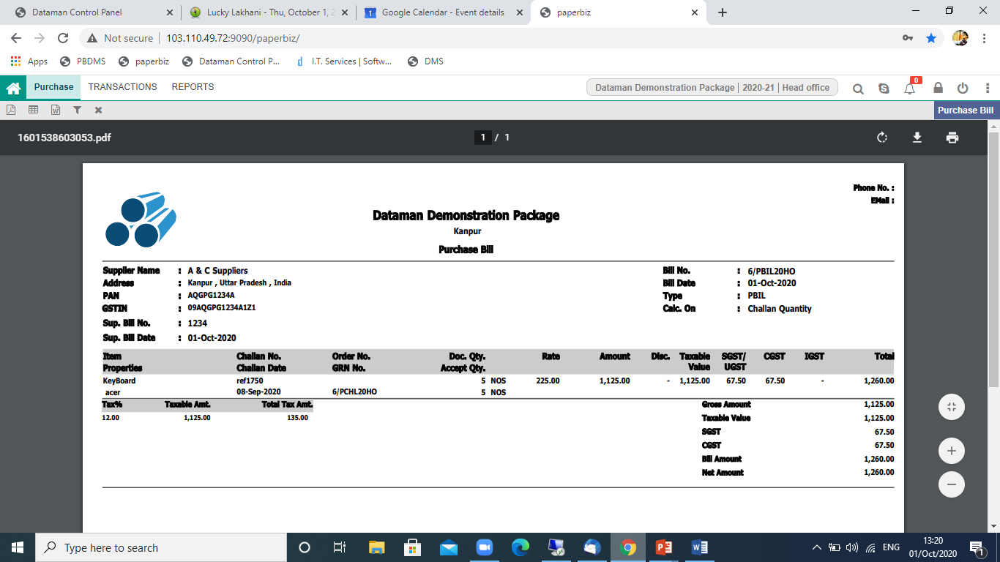 Dataman Control Panel
Lucky Lakhani - Thu, October 1, 2
Google Calendar - Event details
paperbiz
Not secure | 103.110.49.72:9090/paperbiz/
Apps PBDMS paperbiz Dataman Control P... I.T. Services | Softw... DMS
Purchase TRANSACTIONS REPORTS Dataman Demonstration Package | 2020-21 | Head office 0
Purchase Bill
1601538603053.pdf 1 / 1
Phone No. :
EMail :
Dataman Demonstration Package
Kanpur
Purchase Bill
Supplier Name : A & C Suppliers Bill No. : 6/PBIL20HO
Address : Kanpur , Uttar Pradesh , India Bill Date : 01-Oct-2020
PAN : AQGPG1234A Type : PBIL
GSTIN : 09AQGPG1234A1Z1 Calc. On : Challan Quantity
Sup. Bill No. : 1234
Sup. Bill Date : 01-Oct-2020
Item Challan No. Order No. Doc. Qty. Rate Amount Disc. Taxable SGST/ CGST IGST Total
Properties Challan Date GRN No. Accept Qty. Value UGST
KeyBoard ref1750 5 NOS 225.00 1,125.00 - 1,125.00 67.50 67.50 - 1,260.00
acer 08-Sep-2020 6/PCHL20HO 5 NOS
Tax% Taxable Amt. Total Tax Amt. Gross Amount 1,125.00
12.00 1,125.00 135.00 Taxable Value 1,125.00
SGST 67.50
CGST 67.50
Bill Amount 1,260.00
Net Amount 1,260.00
Type here to search
ENG
13:20
01/Oct/2020
1